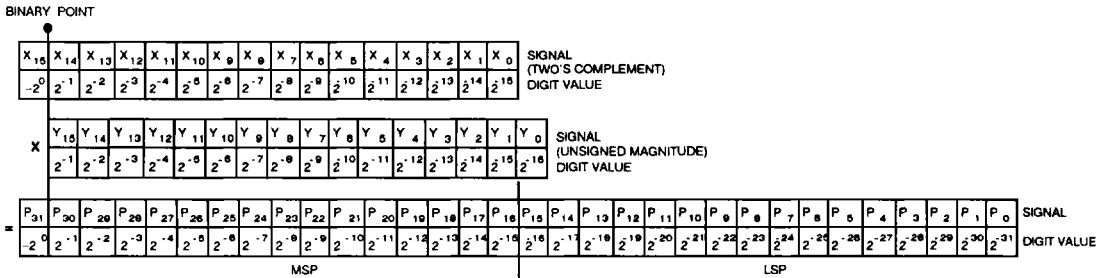 BINARY POINT
X15 X14 X13 X12 X11 X10 X9 X8 X7 X6 X5 X4 X3 X2 X1 X0 SIGNAL
(TWO'S COMPLEMENT)
-2^0 2^-1 2^-2 2^-3 2^-4 2^-5 2^-6 2^-7 2^-8 2^-9 2^-10 2^-11 2^-12 2^-13 2^-14 2^-15 DIGIT VALUE
X Y15 Y14 Y13 Y12 Y11 Y10 Y9 Y8 Y7 Y6 Y5 Y4 Y3 Y2 Y1 Y0 SIGNAL
(UNSIGNED MAGNITUDE)
2^-1 2^-2 2^-3 2^-4 2^-5 2^-6 2^-7 2^-8 2^-9 2^-10 2^-11 2^-12 2^-13 2^-14 2^-15 2^-16 DIGIT VALUE
= P31 P30 P29 P28 P27 P26 P25 P24 P23 P22 P21 P20 P19 P18 P17 P16 P15 P14 P13 P12 P11 P10 P9 P8 P7 P6 P5 P4 P3 P2 P1 P0 SIGNAL
-2^0 2^-1 2^-2 2^-3 2^-4 2^-5 2^-6 2^-7 2^-8 2^-9 2^-10 2^-11 2^-12 2^-13 2^-14 2^-15 2^-16 2^-17 2^-18 2^-19 2^-20 2^-21 2^-22 2^-23 2^-24 2^-25 2^-26 2^-27 2^-28 2^-29 2^-30 2^-31 DIGIT VALUE
MSP LSP